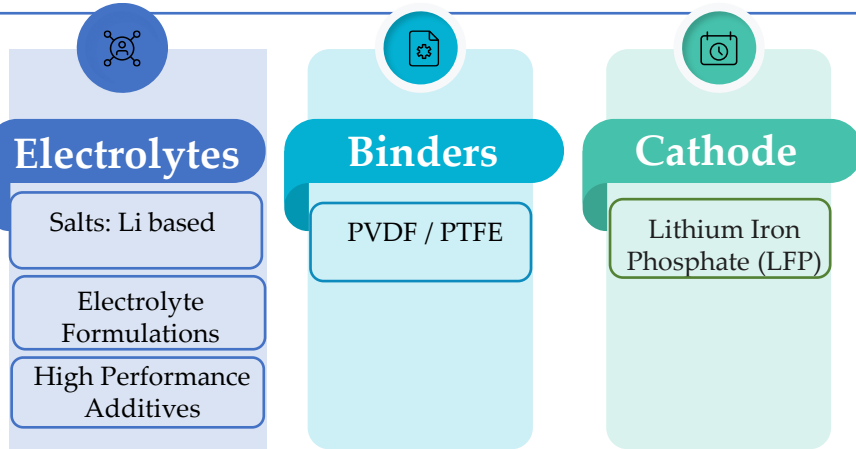 Electrolytes
Salts: Li based
Electrolyte
Formulations
High Performance
Additives
Binders
PVDF / PTFE
Cathode
Lithium Iron
Phosphate (LFP)